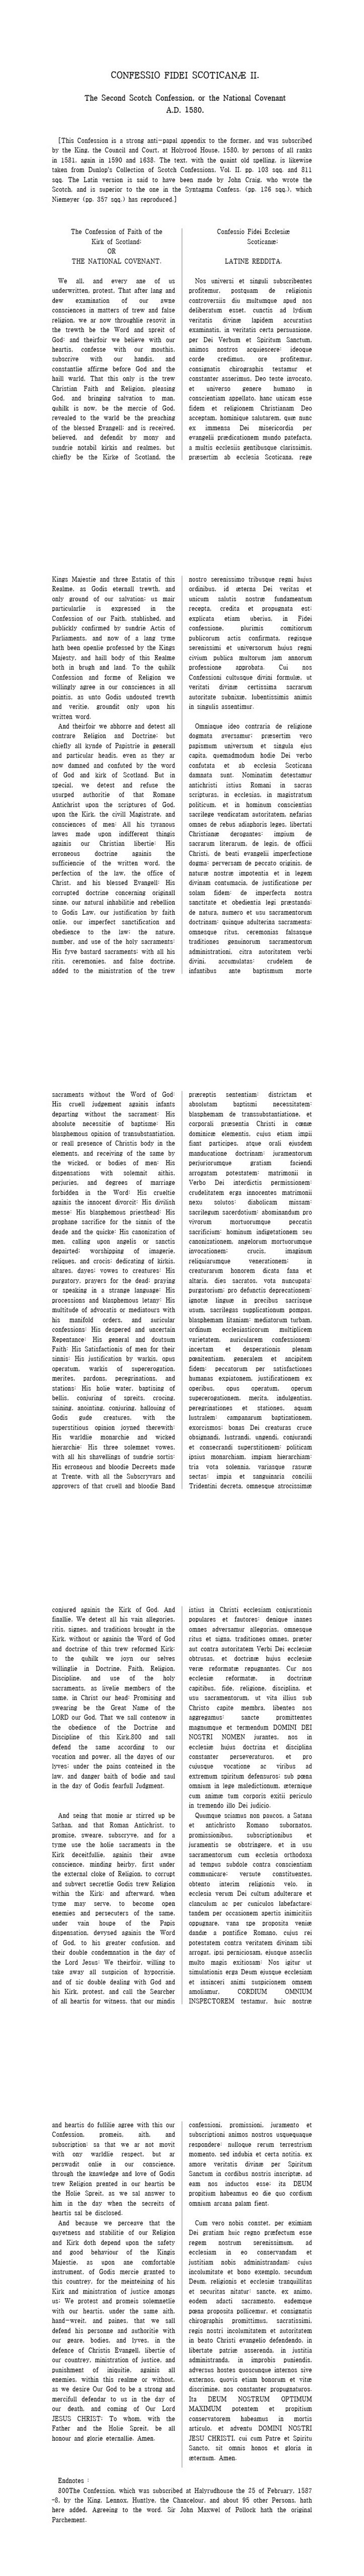 CONFESSIO FIDEI SCOTICANÆ II.
The Second Scotch Confession, or the National Covenant
A.D. 1580.
[This Confession is a strong anti-papal appendix to the former, and was subscribed
by the King, the Council and Court, at Holyrood House, 1580, by persons of all ranks
in 1581, again in 1590 and 1638. The text, with the quaint old spelling, is likewise
taken from Dunlop's Collection of Scotch Confessions, Vol. II. pp. 103 sqq. and 811
sqq. The Latin version is said to have been made by John Craig, who wrote the
Scotch, and is superior to the one in the Syntagma Confess. (pp. 126 sqq.), which
Niemeyer (pp. 357 sqq.) has reproduced.]
The Confession of Faith of the
Kirk of Scotland;
OR
THE NATIONAL COVENANT.
We all, and every ane of us
underwritten, protest, That after lang and
dew examination of our awne
consciences in matters of trew and false
religion, we ar now throughlie resovit in
the trewth be the Word and spreit of
God: and theirfoir we believe with our
heartis, confesse with our mouthis,
subscrive with our handis, and
constantlie affirme before God and the
haill warld, That this only is the trew
Christian Faith and Religion, pleassing
God, and bringing salvation to man,
quhilk is now, be the mercie of God,
revealed to the warld be the preaching
of the blessed Evangell; and is received,
believed, and defendit by mony and
sundrie notabil kirkis and realmes, but
chiefly be the Kirke of Scotland, the
Confessio Fidei Ecclesiæ
Scoticanæ;
LATINE REDDITA.
Nos universi et singuli subscribentes
profitemur, postquam de religionis
controversiis diu multumque apud nos
deliberatum esset, cunctis ad lydium
veritatis divinæ lapidem accuratius
examinatis, in veritatis certa persuasione,
per Dei Verbum et Spiritum Sanctum,
animos nostros acquiescere: ideoque
corde credimus, ore profitemur,
consignatis chirographis testamur et
constanter asserimus, Deo teste invocato,
et universo genere humano in
conscientiam appellato, hanc unicam esse
fidem et religionem Christianam Deo
acceptam, hominique salutarem, quæ nunc
ex immensa Dei misericordia per
evangelii prædicationem mundo patefacta,
a multis ecclesiis gentibusque clarissimis,
præsertim ab ecclesia Scoticana, rege
Kings Majestie and three Estatis of this
Realme, as Godis eternall trewth, and
only ground of our salvation; us mair
particularlie is expressed in the
Confession of our Faith, stablished, and
publickly confirmed by sundrie Actis of
Parliaments, and now of a lang tyme
hath been openlie professed by the Kings
Majesty, and haill body of this Realme
both in brugh and land. To the quhilk
Confession and forme of Religion we
willingly agree in our consciences in all
pointis, as unto Godis undouted trewth
and veritie, groundit only upon his
written word.
And theirfoir we abhorre and detest all
contrare Religion and Doctrine; but
chiefly all kynde of Papistrie in generall
and particular headis, even as they ar
now damned and confuted by the word
of God and kirk of Scotland. But in
special, we detest and refuse the
usurped authoritie of that Romane
Antichrist upon the scriptures of God,
upon the Kirk, the civill Magistrate, and
consciences of men: All his tyranous
lawes made upon indifferent thingis
againis our Christian libertie: His
erroneous doctrine againis the
sufficiencie of the written word, the
perfection of the law, the office of
Christ, and his blessed Evangell: His
corrupted doctrine concerning originall
sinne, our natural inhabilitie and rebellion
to Godis Law, our justification by faith
onlie, our imperfect sanctification and
obedience to the law; the nature,
number, and use of the holy sacraments:
His fyve bastard sacraments; with all his
ritis, ceremonies, and false doctrine,
added to the ministration of the trew
nostro serenissimo tribusque regni hujus
ordinibus, id æterna Dei veritas et
unicum salutis nostræ fundamentum
recepta, credita et propugnata est;
explicata etiam uberius, in Fidei
confessione, plurimis comitiorum
publicorum actis confirmata, regisque
serenissimi et universorum hujus regni
civium publica multorum jam annorum
professione approbata. Cui nos
Confessioni cultusque divini formulæ, ut
veritati divinæ certissima sacrarum
autoritate subnixæ, lubentissimis animis
in singulis assentimur.
Omniaque ideo contraria de religione
dogmata aversamur; præsertim vero
papismum universum et singula ejus
capita, quemadmodum hodie Dei verbo
confutata et ab ecclesia Scoticana
damnata sunt. Nominatim detestamur
antichristi istius Romani in sacras
scripturas, in ecclesias, in magistratum
politicum, et in hominum conscientias
sacrilege vendicatam autoritatem, nefarias
omnes de rebus adiaphoris leges, libertati
Christianæ derogantes: impium de
sacrarum literarum, de legis, de officii
Christi, de beati evangelii imperfectione
dogma: perversam de peccato originis, de
naturæ nostræ impotentia et in legem
divinam contumacia, de justificatione per
solam fidem: de imperfecta nostra
sanctitate et obedientia legi præstanda:
de natura, numero et usu sacramentorum
doctrinam: quinque adulterina sacramenta:
omnesque ritus, ceremonias falsasque
traditiones genuinorum sacramentorum
administrationi, citra autoritatem verbi
divini, accumulatas: crudelem de
infantibus ante baptismum morte
sacraments without the Word of God:
His cruell judgement againis infants
departing without the sacrament: His
absolute necessitie of baptisme: His
blasphemous opinion of transubstantiation,
or reall presence of Christis body in the
elements, and receiving of the same by
the wicked, or bodies of men: His
dispensations with solemnit aithis,
perjuries, and degrees of marriage
forbidden in the Word: His crueltie
againis the innocent divorcit: His divilish
messe: His blasphemous priesthead: His
prophane sacrifice for the sinnis of the
deade and the quicke: His canonization of
men, calling upon angelis or sanctis
depairted; worshipping of imagerie,
reliques, and crocis; dedicating of kirkis,
altares, dayes; vowes to creatures: His
purgatory, prayers for the dead; praying
or speaking in a strange language: His
processions and blasphemous letany: His
multitude of advocatis or mediatours with
his manifold orders, and auricular
confessions: His despered and uncertain
Repentance: His general and doutsum
Faith: His Satisfactionis of men for their
sinnis: His justification by warkis, opus
operatum, warkis of supererogation,
merites, pardons, peregrinations, and
stations: His holie water, baptising of
bellis, conjuring of spreits, crocing,
saining, anointing, conjuring, hallouing of
Godis gude creatures, with the
superstitious opinion joyned therewith:
His warldlie monarchie and wicked
hierarchie: His three solemnet vowes,
with all his shavellings of sundrie sortis:
His erroneous and bloodie Decreets made
at Trente, with all the Subscryvars and
approvers of that cruell and bloodie Band
præreptis sententiam: districtam et
absolutam baptismi necessitatem:
blasphemam de transsubstantiatione, et
corporali præsentia Christi in cœnæ
dominicæ elementis, cujus etiam impii
fiant participes, atque orali ejusdem
manducatione doctrinam: juramentorum
perjuriorumque gratiam faciendi
arrogatam potestatem: matrimonii in
Verbo Dei interdictis permissionem:
crudelitatem erga innocentes matrimonii
nexu solutos: diabolicam missam:
sacrilegum sacerdotium: abominandum pro
vivorum mortuorumque peccatis
sacrificium: hominum indigetationem seu
canonizationem, angelorum mortuorumque
invocationem; crucis, imaginum
reliquiarumque venerationem; in
creaturarum honorem dicata fana et
altaria, dies sacratos, vota nuncupata:
purgatorium; pro defunctis deprecationem:
ignotæ linguæ in precibus sacrisque
usum, sacrilegas supplicationum pompas,
blasphemam litaniam: mediatorum turbam,
ordinum ecclesiasticorum multiplicem
varietatem, auricularem confessionem:
incertam et desperationis plenam
pœnitentiam, generalem et ancipitem
fidem: peccatorum per satisfactiones
humanas expiationem, justificationem ex
operibus, opus operatum, operum
supererogationem, merita, indulgentias,
peregrinationes et stationes, aquam
lustralem: campanarum baptizationem,
exorcismos; bonas Dei creaturas cruce
obsignandi, lustrandi, ungendi, conjurandi
et consecrandi superstitionem: politicam
ipsius monarchiam, impiam hierarchiam:
tria vota solennia, variasque rasuræ
sectas: impia et sanguinaria concilii
Tridentini decreta, omnesque atrocissimæ
conjured againis the Kirk of God. And
finallie, We detest all his vain allegories,
ritis, signes, and traditions brought in the
Kirk, without or againis the Word of God
and doctrine of this trew reformed Kirk;
to the quhilk we joyn our selves
willinglie in Doctrine, Faith, Religion,
Discipline, and use of the holy
sacraments, as livelie members of the
same, in Christ our head: Promising and
swearing be the Great Name of the
LORD our God, That we sall contenow in
the obedience of the Doctrine and
Discipline of this Kirk,800 and sall
defend the same according to our
vocation and power, all the dayes of our
lyves; under the pains conteined in the
law, and danger baith of bodie and saul
in the day of Godis fearfull Judgment.
And seing that monie ar stirred up be
Sathan, and that Roman Antichrist, to
promise, sweare, subscryve, and for a
tyme use the holie sacraments in the
Kirk deceitfullie, againis their awne
conscience, minding heirby, first under
the external cloke of Religion, to corrupt
and subvert secretlie Godis trew Religion
within the Kirk; and afterward, when
tyme may serve, to become open
enemies and persecuters of the same,
under vain houpe of the Papis
dispensation, devysed againis the Word
of God, to his greater confusion, and
their double condemnation in the day of
the Lord Jesus: We theirfoir, willing to
take away all suspicion of hypocrisie,
and of sic double dealing with God and
his Kirk, protest, and call the Searcher
of all heartis for witness, that our mindis
istius in Christi ecclesiam conjurationis
populares et fautores: denique inanes
omnes adversamur allegorias, omnesque
ritus et signa, traditiones omnes, præter
aut contra autoritatem Verbi Dei ecclesiæ
obtrusas, et doctrinæ hujus ecclesiæ
veræ reformatæ repugnantes. Cui nos
ecclesiæ reformatæ, in doctrinæ
capitibus, fide, religione, disciplina, et
usu sacramentorum, ut vita illius sub
Christo capite membra, libentes nos
aggregamus: sancte promittentes
magnumque et termendum DOMINI DEI
NOSTRI NOMEN jurantes, nos in
ecclesiæ hujus doctrina et disciplina
constanter perseveraturos, et pro
cujusque vocatione ac viribus ad
extremum spiritum defensuros; sub pœna
omnium in lege maledictionum, æternique
cum animæ tum corporis exitii periculo
in tremendo illo Dei judicio.
Quumque sciamus non paucos, a Satana
et antichristo Romano subornatos,
promissionibus, subscriptionibus et
juramentis se obstringere, et in usu
sacramentorum cum ecclesia orthodoxa
ad tempus subdole contra conscientiam
communicare; versute constituentes,
obtento interim religionis velo, in
ecclesia verum Dei cultum adulterare et
clanculum ac per cuniculos labefactare;
tandem per occasionem apertis inimicitiis
oppugnare, vana spe proposita veniæ
dandæ a pontifice Romano, cujus rei
potestatem contra veritatem divinam sibi
arrogat, ipsi perniciosam, ejusque asseclis
multo magis exitiosam: Nos igitur ut
simulationis erga Deum ejusque ecclesiam
et insinceri animi suspicionem omnem
amoliamur, CORDIUM OMNIUM
INSPECTOREM testamur, huic nostræ
and heartis do fullilie agree with this our
Confession, promeis, aith, and
subscription: sa that we ar not movit
with ony warldlie respect, but ar
perswadit onlie in our conscience,
through the knawledge and love of Godis
trew Religion prented in our heartis be
the Holie Spreit, as we sal answer to
him in the day when the secreits of
heartis sal be disclosed.
And because we perceave that the
quyetness and stabilitie of our Religion
and Kirk doth depend upon the safety
and good behaviour of the Kingis
Majestie, as upon ane comfortable
instrument, of Godis mercie granted to
this countrey, for the meinteining of his
Kirk and ministration of justice amongs
us; We protest and promeis solemnetlie
with our heartis, under the same aith,
hand-wreit, and paines, that we sall
defend his personne and authoritie with
our geare, bodies, and lyves, in the
defence of Christis Evangell, libertie of
our countrey, ministration of justice, and
punishment of iniquitie, againis all
enemies, within this realme or without,
as we desire Our God to be a strong and
mercifull defendar to us in the day of
our death, and coming of Our Lord
JESUS CHRIST; To whom, with the
Father and the Holie Spreit, be all
honour and glorie eternallie. Amen.
confessioni, promissioni, juramento et
subscriptioni animos nostros usquequaque
respondere: nulloque rerum terrestrium
momento, sed indubia et certa notitia, ex
amore veritatis divinæ per Spiritum
Sanctum in cordibus nostris inscriptæ, ad
eam nos inductos esse; ita DEUM
propitium habeamus eo die quo cordium
omnium arcana palam fient.
Cum vero nobis constet, per eximiam
Dei gratiam huic regno præfectum esse
regem nostrum serenissimum, ad
ecclesiam in eo conservandam et
justitiam nobis administrandam; cujus
incolumitate et bono exemplo, secundum
Deum, religionis et ecclesiæ tranquillitas
et securitas nitatur: sancte, ex animo,
eodem adacti sacramento, eademque
pœna proposita pollicemur, et consignatis
chirographis promittimus, sacratissimi,
regis nostri incolumitatem et autoritatem
in beato Christi evangelio defendendo, in
libertate patriæ asserenda, in justitia
administranda, in improbis puniendis,
adversus hostes quoscunque internos sive
externos, quovis etiam bonorum et vitæ
discrimine, nos constanter propugnaturos.
Ita DEUM NOSTRUM OPTIMUM
MAXIMUM potentem et propitium
conservatorem habeamus in mortis
articulo, et adventu DOMINI NOSTRI
JESU CHRISTI, cui cum Patre et Spiritu
Sancto, sit omnis honos et gloria in
æternum. Amen.
Endnotes :
800The Confession, which was subscribed at Halyrudhouse the 25 of February, 1587
-8, by the King, Lennox, Huntlye, the Chancelour, and about 95 other Persons, hath
here added, Agreeing to the word. Sir John Maxwel of Pollock hath the original
Parchement.